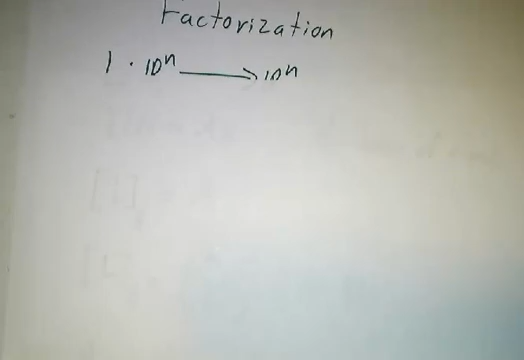 Factorization
1 · 10ⁿ ⟶ 10ⁿ